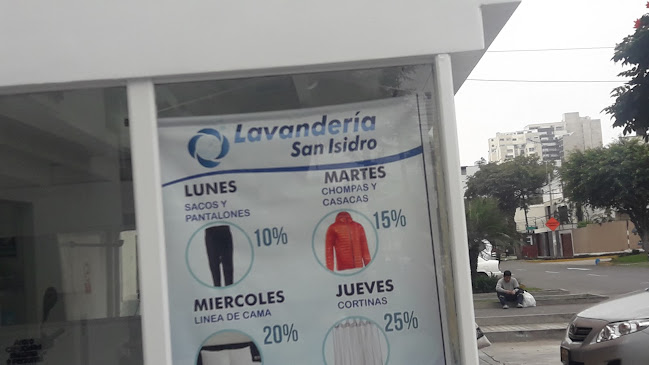 Lavandería
San Isidro
LUNES
SACOS Y
PANTALONES
10%
MARTES
CHOMPAS Y
CASACAS
15%
MIERCOLES
LINEA DE CAMA
20%
JUEVES
CORTINAS
25%